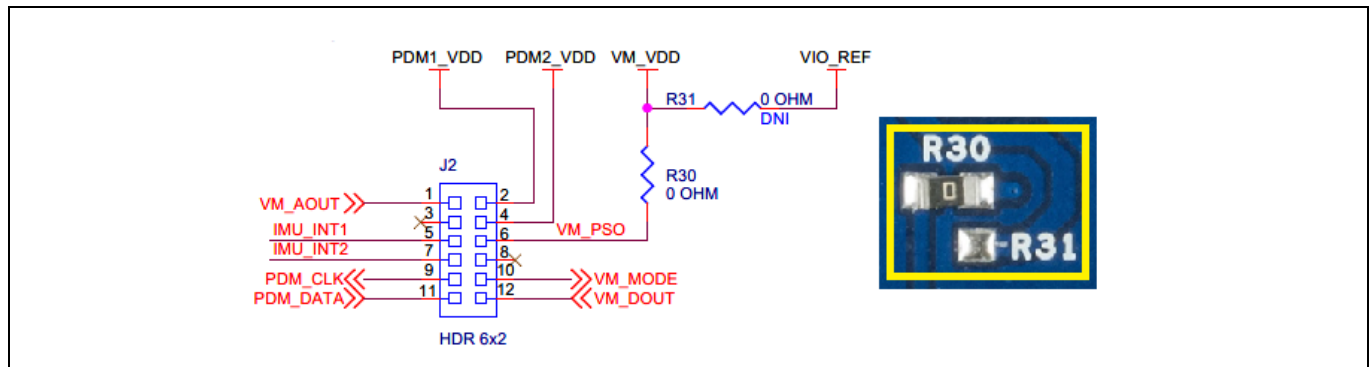 PDM1_VDD PDM2_VDD VM_VDD VIO_REF
R31 0 OHM
DNI
R30
0 OHM
J2
VM_AOUT 1 2
3 4
IMU_INT1 5 6 VM_PSO
IMU_INT2 7 8
PDM_CLK 9 10 VM_MODE
PDM_DATA 11 12 VM_DOUT
HDR 6x2
R30
0
R31